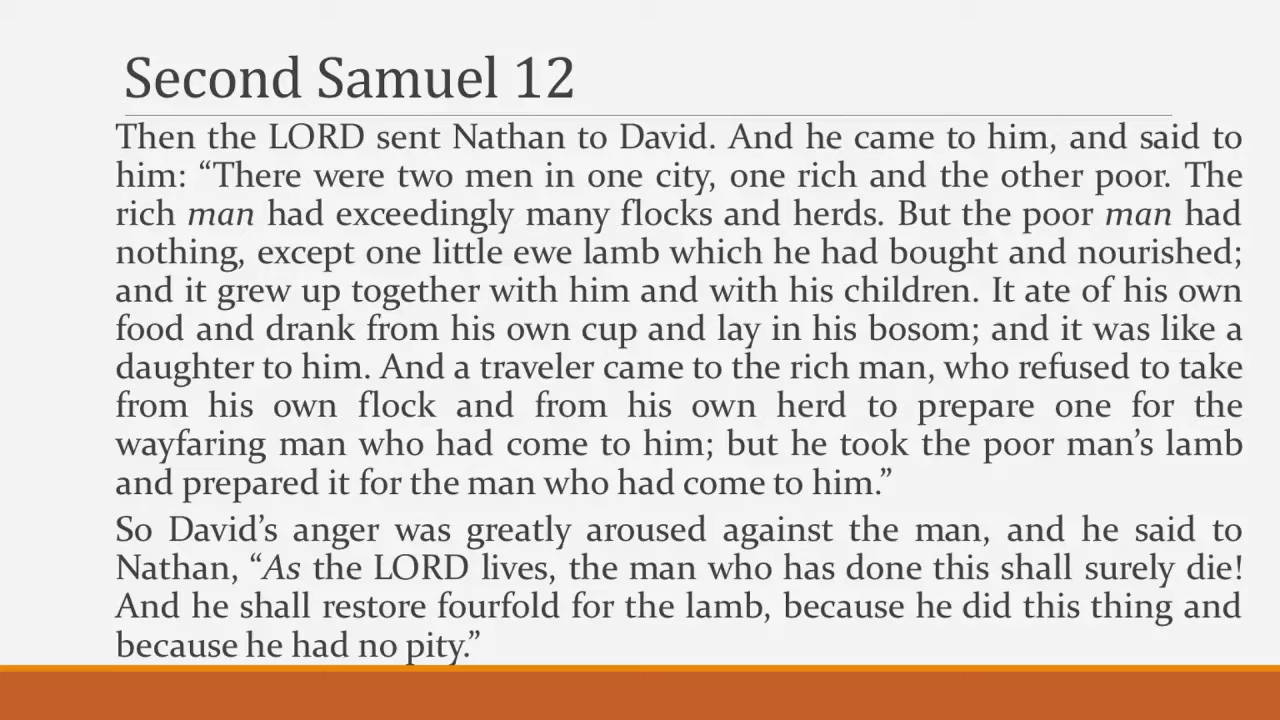 Second Samuel 12
Then the LORD sent Nathan to David. And he came to him, and said to
him: “There were two men in one city, one rich and the other poor. The
rich man had exceedingly many flocks and herds. But the poor man had
nothing, except one little ewe lamb which he had bought and nourished;
and it grew up together with him and with his children. It ate of his own
food and drank from his own cup and lay in his bosom; and it was like a
daughter to him. And a traveler came to the rich man, who refused to take
from his own flock and from his own herd to prepare one for the
wayfaring man who had come to him; but he took the poor man’s lamb
and prepared it for the man who had come to him.”
So David’s anger was greatly aroused against the man, and he said to
Nathan, “As the LORD lives, the man who has done this shall surely die!
And he shall restore fourfold for the lamb, because he did this thing and
because he had no pity.”